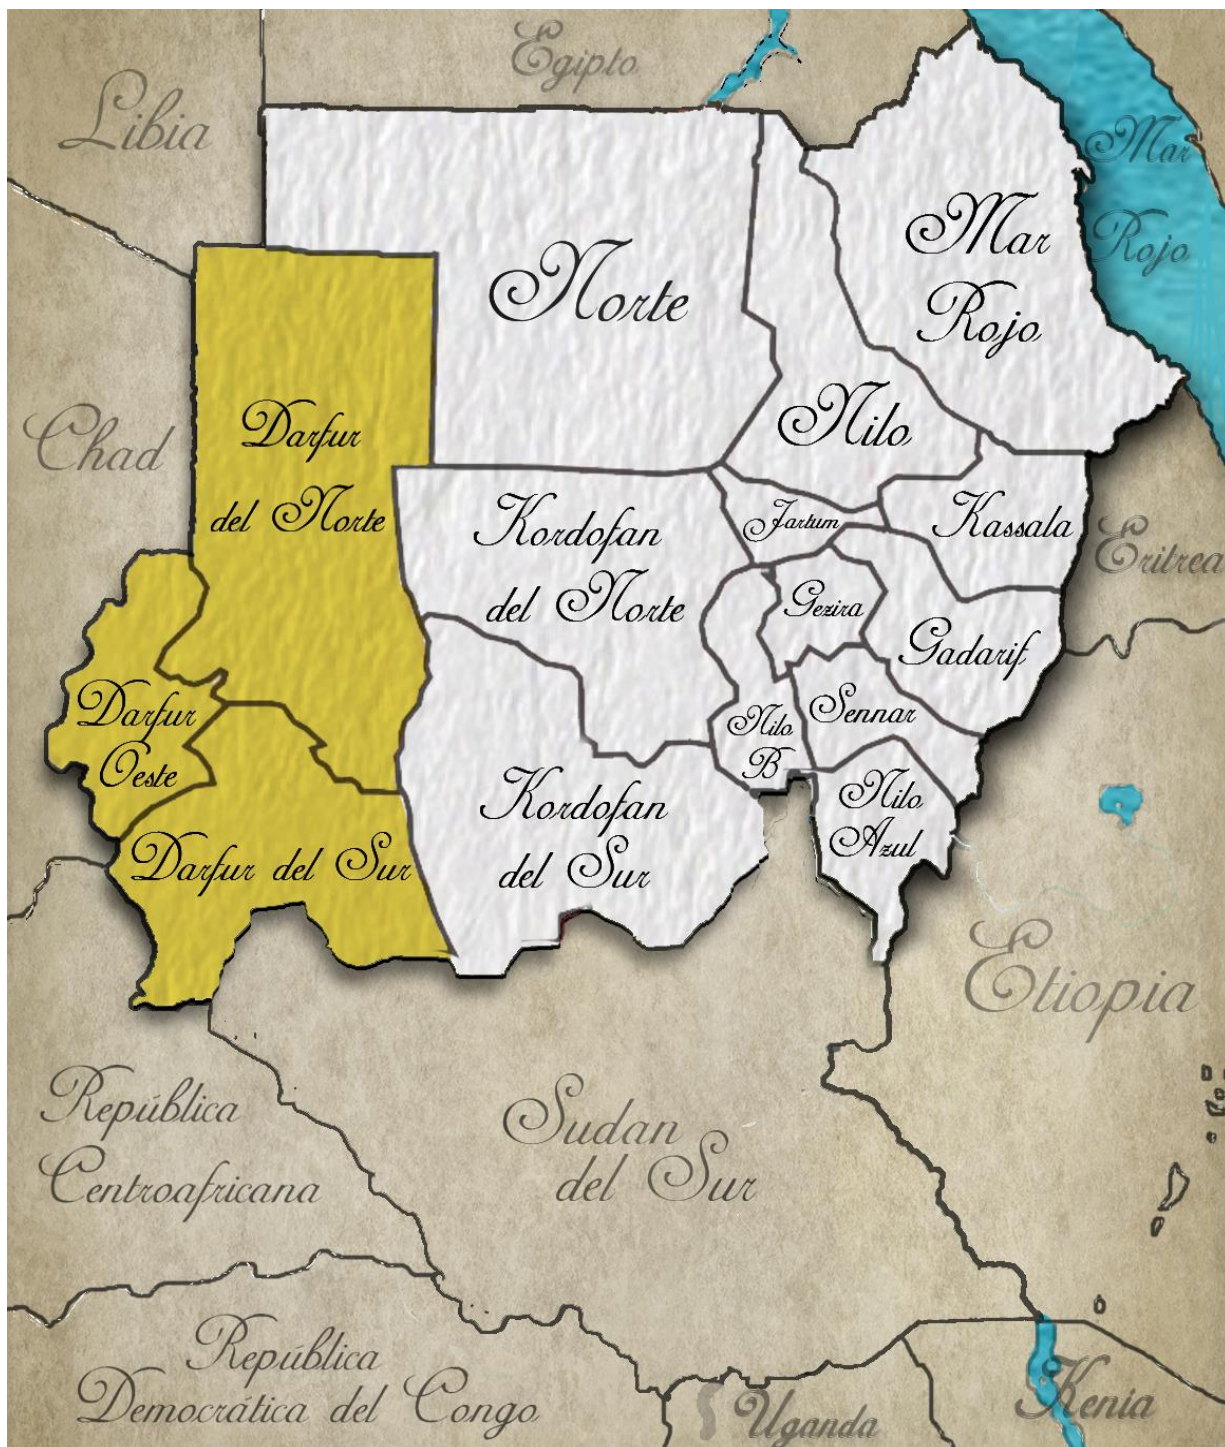 Egipto
Libia
Mar
Rojo
Mar
Rojo
Norte
Nilo
Chad
Darfur
del Norte
Kordofan
del Norte
Jartum
Kassala
Eritrea
Gezira
Gadarif
Darfur
Oeste
Sennar
Nilo
B
Kordofan
del Sur
Nilo
Azul
Darfur del Sur
Etiopia
República
Centroafricana
Sudan
del Sur
República
Democrática del Congo
Uganda
Kenia